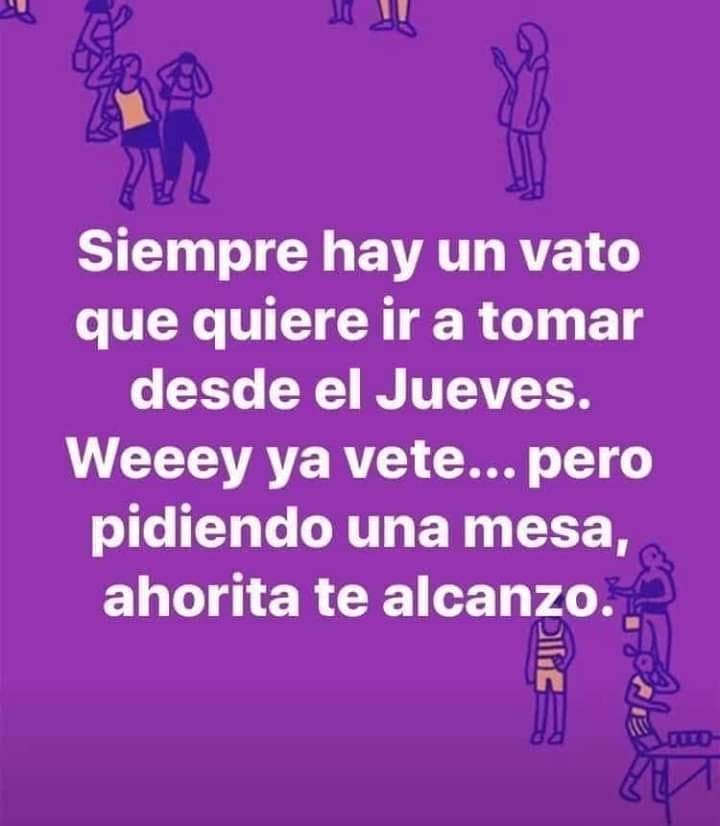 Siempre hay un vato
que quiere ir a tomar
desde el Jueves.
Weeey ya vete... pero
pidiendo una mesa,
ahorita te alcanzo.